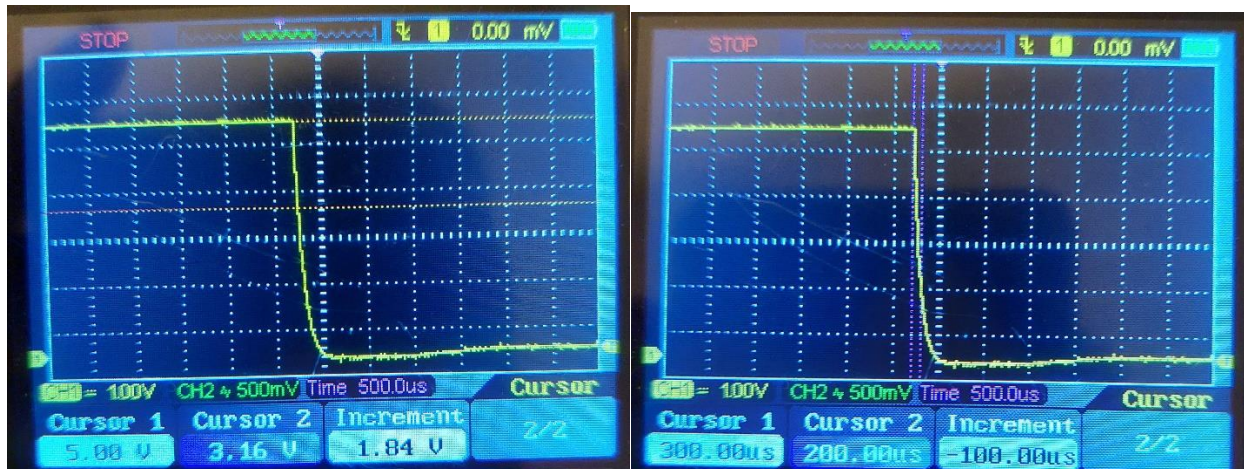 STOP 1 0.00 mV
CH1= 1.00V CH2 500mV Time 500.0us Cursor
Cursor 1 Cursor 2 Increment 2/2
5.00 V 3.16 V 1.84 V
STOP 1 0.00 mV
CH1= 1.00V CH2 500mV Time 500.0us Cursor
Cursor 1 Cursor 2 Increment 2/2
300.00us 200.00us -100.00us